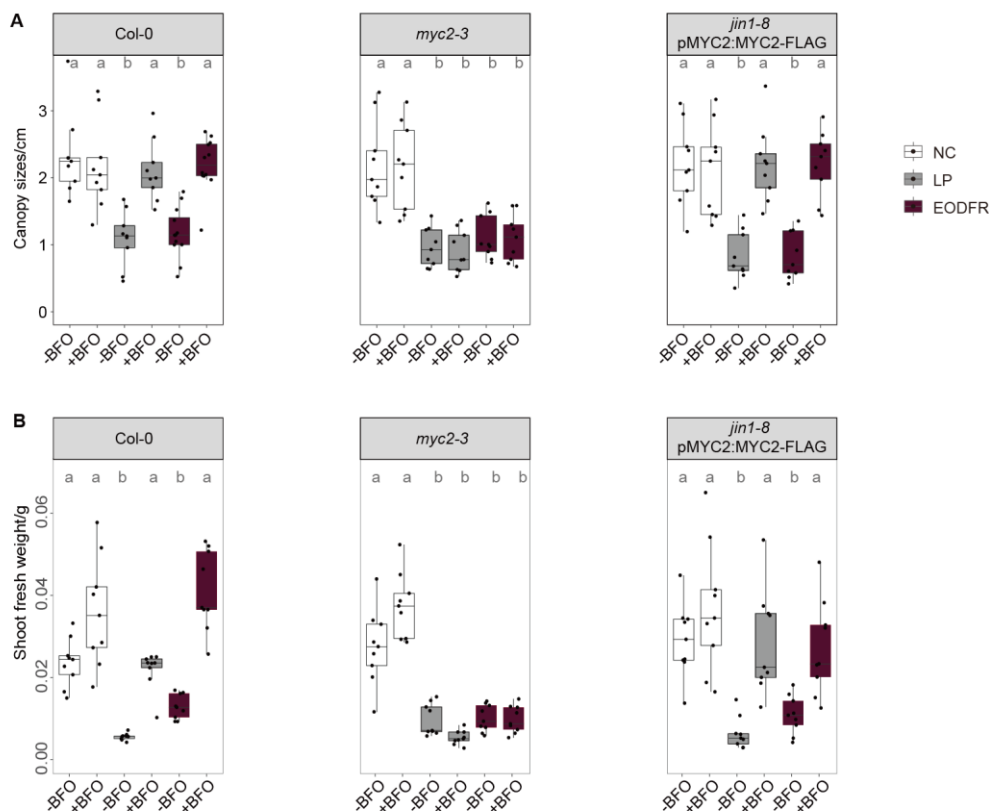 A
Col-0
myc2-3
jin1-8
pMYC2:MYC2-FLAG
a a b a b a
a a b b b b
a a b a b a
Canopy sizes/cm
3
2
1
0
-BFO +BFO -BFO +BFO -BFO +BFO
-BFO +BFO -BFO +BFO -BFO +BFO
-BFO +BFO -BFO +BFO -BFO +BFO
NC
LP
EODFR
B
Col-0
myc2-3
jin1-8
pMYC2:MYC2-FLAG
a a b a b a
a a b b b b
a a b a b a
Shoot fresh weight/g
0.06
0.04
0.02
0.00
-BFO +BFO -BFO +BFO -BFO +BFO
-BFO +BFO -BFO +BFO -BFO +BFO
-BFO +BFO -BFO +BFO -BFO +BFO